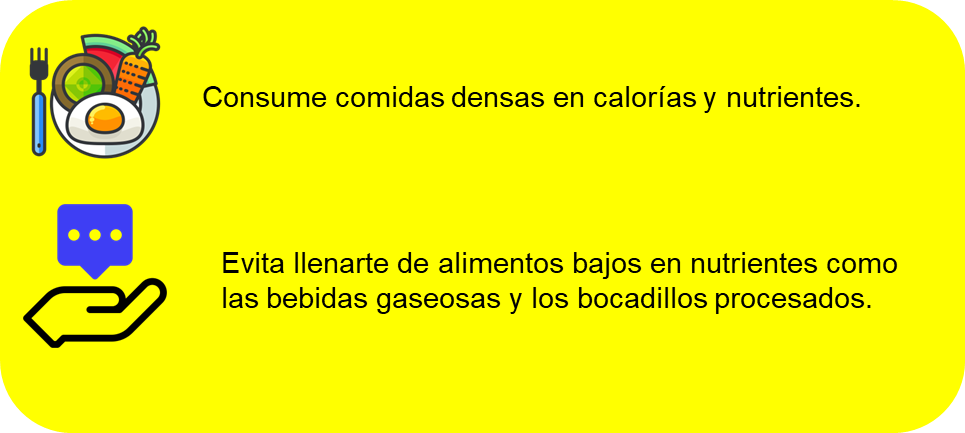 Consume comidas densas en calorías y nutrientes.
Evita llenarte de alimentos bajos en nutrientes como
las bebidas gaseosas y los bocadillos procesados.